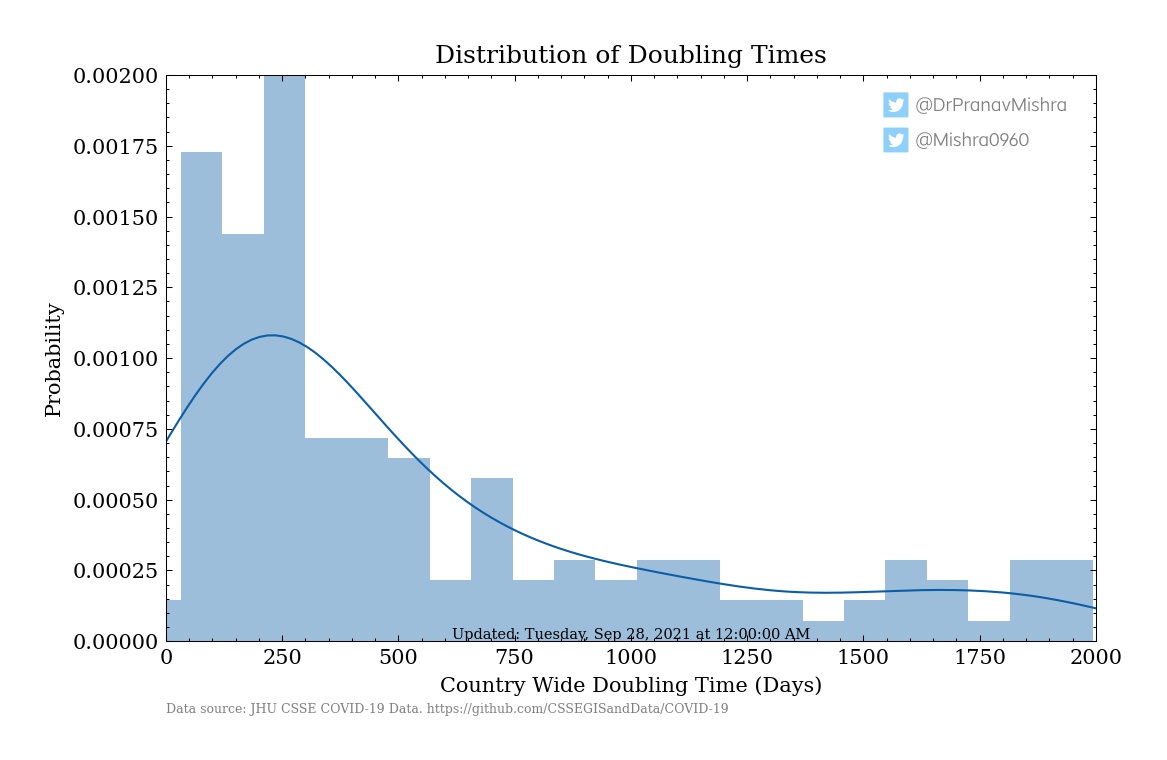 Distribution of Doubling Times
@DrPranavMishra
@Mishra0960
0.00200
0.00175
0.00150
0.00125
0.00100
0.00075
0.00050
0.00025
0.00000
Probability
Updated: Tuesday, Sep 28, 2021 at 12:00:00 AM
0 250 500 750 1000 1250 1500 1750 2000
Country Wide Doubling Time (Days)
Data source: JHU CSSE COVID-19 Data. https://github.com/CSSEGISandData/COVID-19